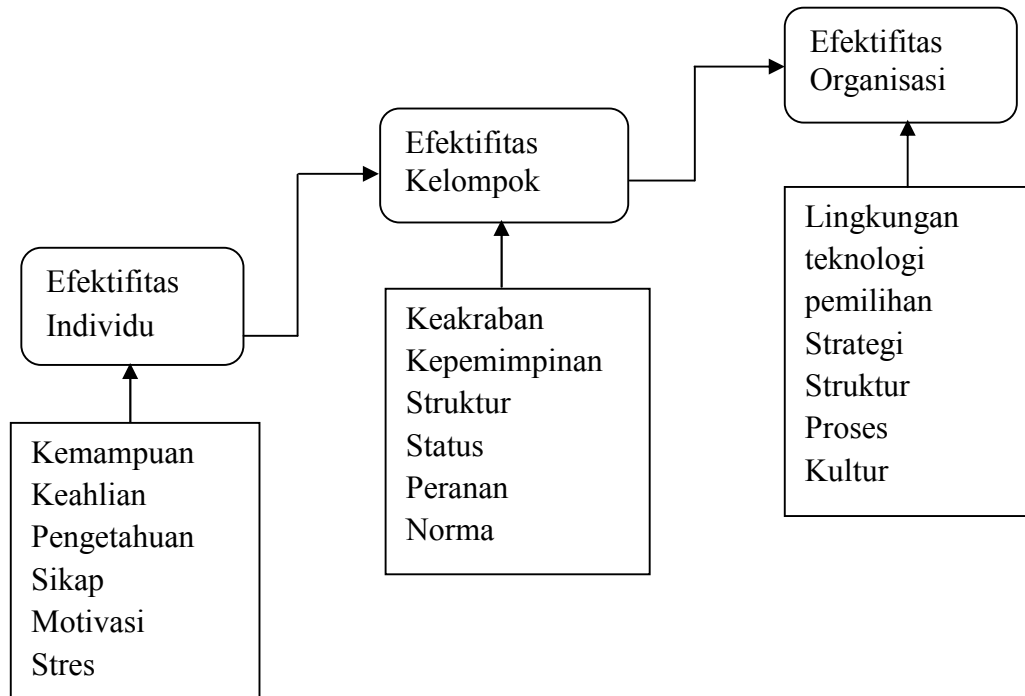 Efektifitas
Organisasi
Efektifitas
Kelompok
Efektifitas
Individu
Lingkungan
teknologi
pemilihan
Strategi
Struktur
Proses
Kultur
Keakraban
Kepemimpinan
Struktur
Status
Peranan
Norma
Kemampuan
Keahlian
Pengetahuan
Sikap
Motivasi
Stres